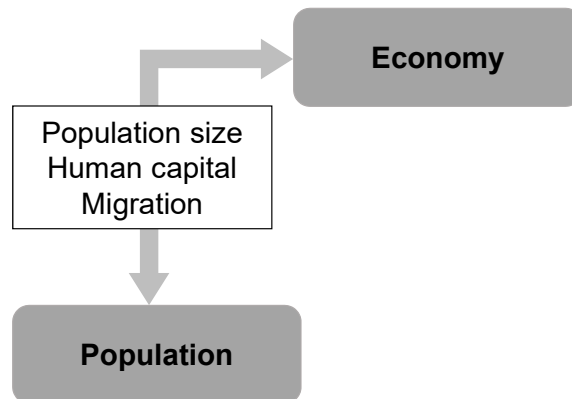 Economy
Population size
Human capital
Migration
Population